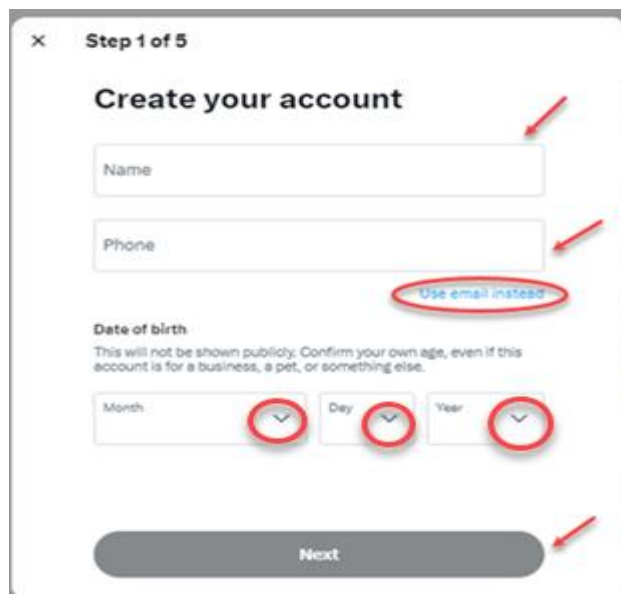 Step 1 of 5
Create your account
Name
Phone
Use email instead
Date of birth
This will not be shown publicly. Confirm your own age, even if this
account is for a business, a pet, or something else.
Month Day Year
Next